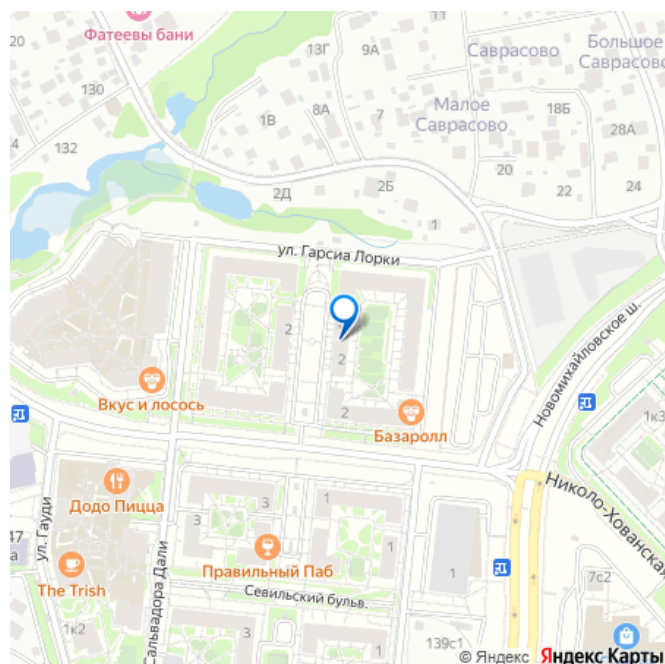 20
Фатеевы бани
13Г
9А
Саврасово
Большое
Саврасово
130
8А
7
Малое
Саврасово
18Б
28А
1В
4
132
20
2Д
2Б
22
24
1
ул. Гарсиа Лорки
2
2
2
Новомихайловское ш.
Вкус и лосось
Базаролл
1к3
Николо-Хованская
Додо Пицца
3
3
3
1
47
а
ул. Гауди
Правильный Паб
The Trish
Сальвадора Дали
Севильский бульв.
1
7с2
1к2
139с1
© Яндекс Яндекс Карты